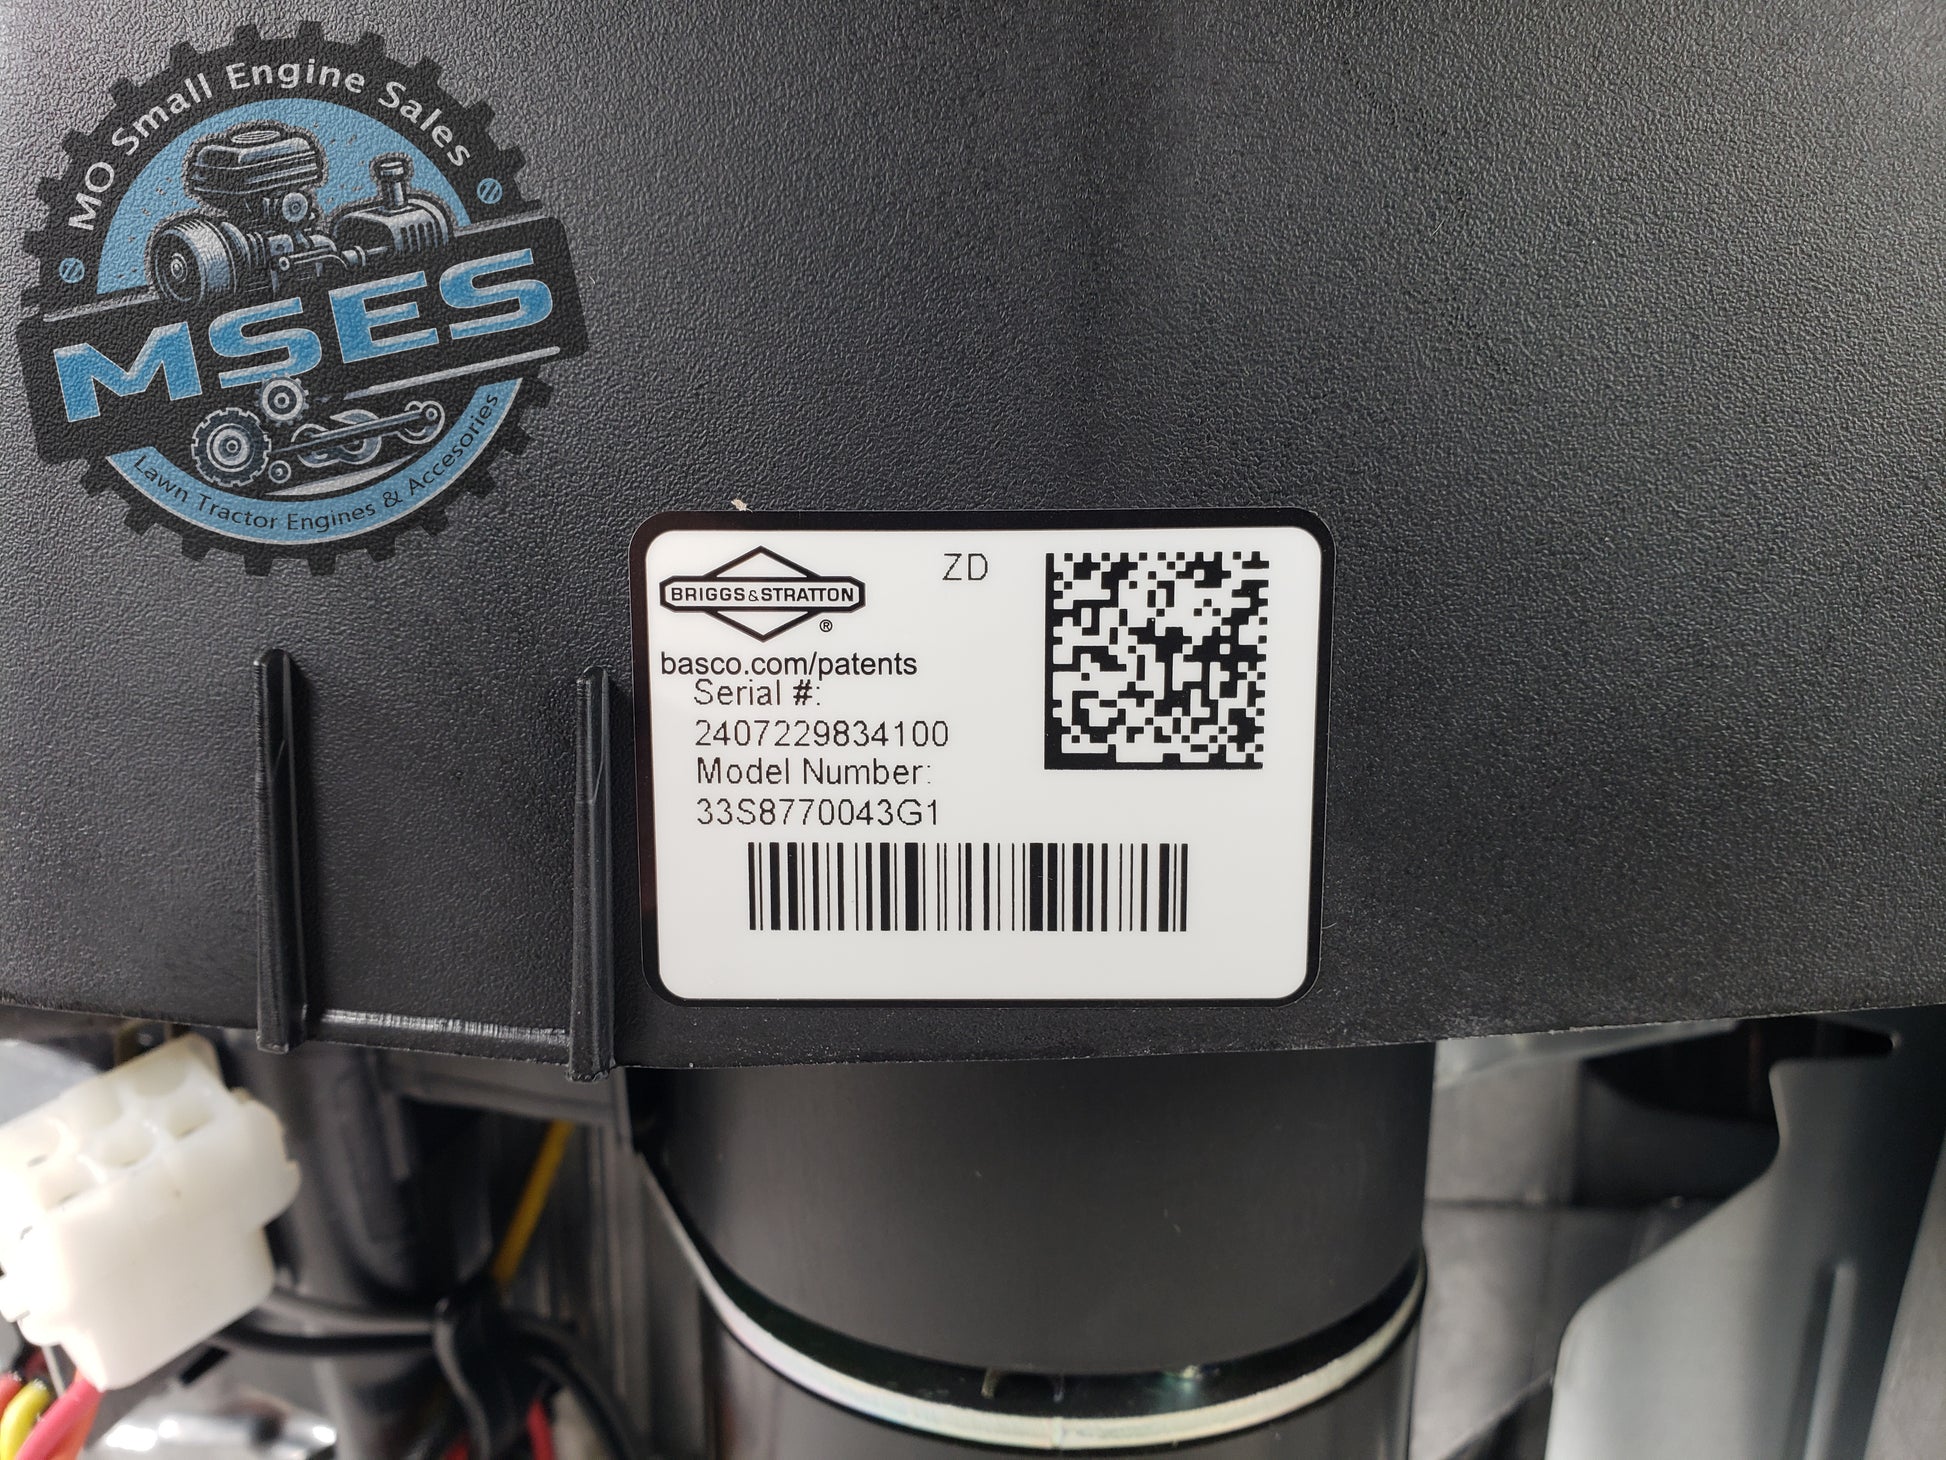 MO Small Engine Sales
MSES
Lawn Tractor Engines & Accesories
BRIGGS&STRATTON
®
ZD
basco.com/patents
Serial #:
2407229834100
Model Number:
33S8770043G1